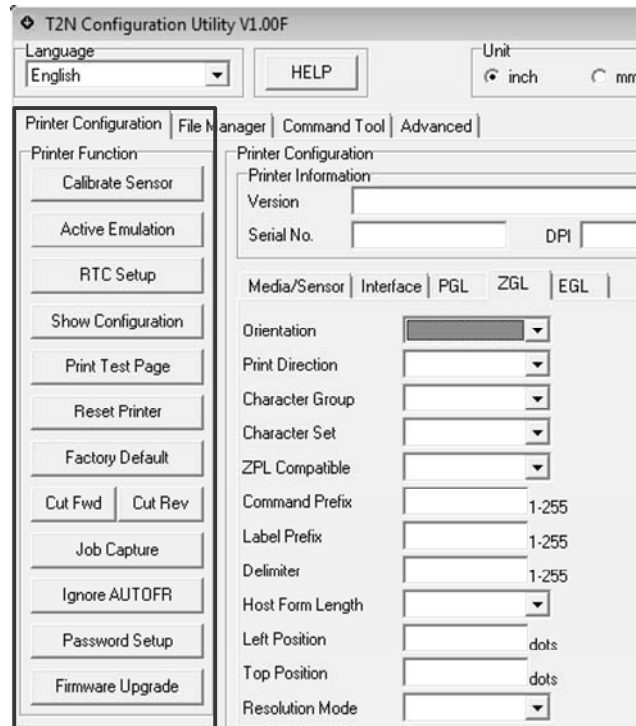 T2N Configuration Utility V1.00F
Language
Unit
English
HELP
inch
mm
Printer Configuration
File Manager
Command Tool
Advanced
Printer Function
Calibrate Sensor
Active Emulation
RTC Setup
Show Configuration
Print Test Page
Reset Printer
Factory Default
Cut Fwd
Cut Rev
Job Capture
Ignore AUTOFR
Password Setup
Firmware Upgrade
Printer Configuration
Printer Information
Version
Serial No.
DPI
Media/Sensor
Interface
PGL
ZGL
EGL
Orientation
Print Direction
Character Group
Character Set
ZPL Compatible
Command Prefix
1-255
Label Prefix
1-255
Delimiter
1-255
Host Form Length
Left Position
dots
Top Position
dots
Resolution Mode